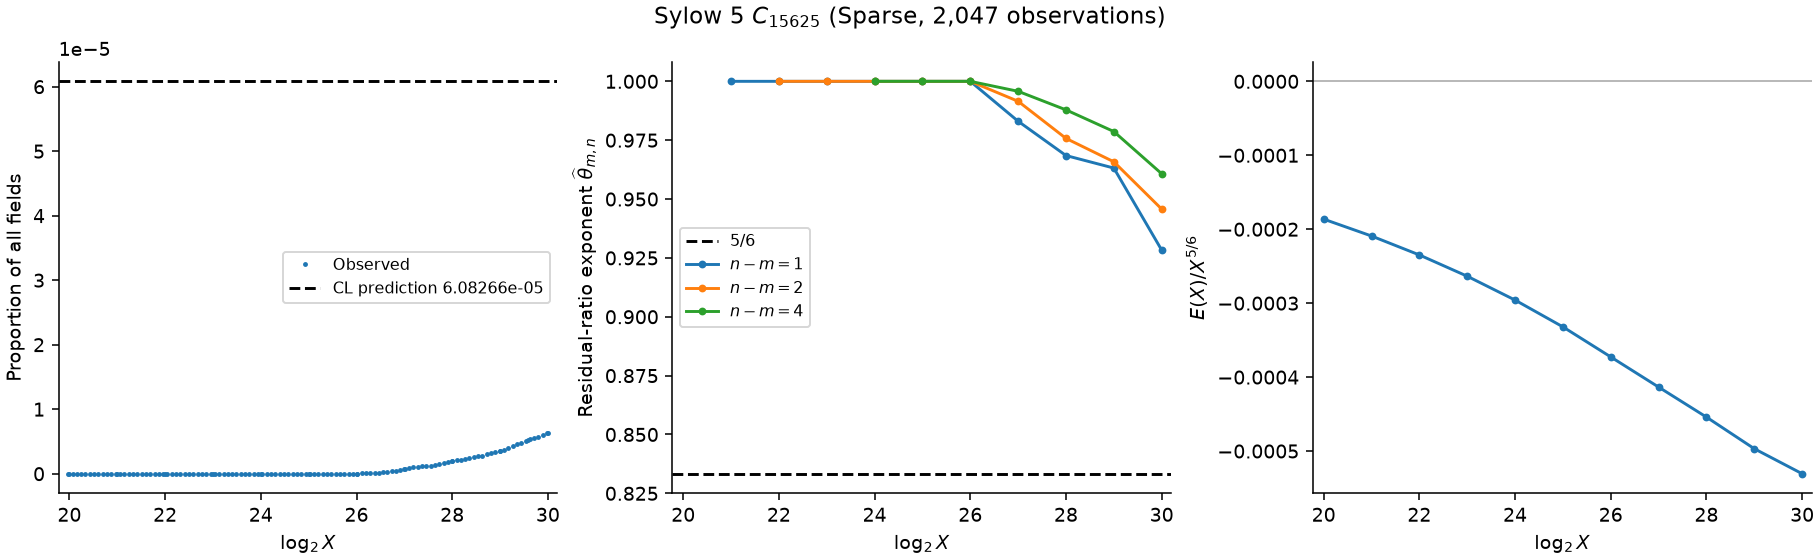 Sylow 5 C₁₅₆₂₅ (Sparse, 2,047 observations)
1e−5
Proportion of all fields
6
5
4
3
2
1
0
Observed
CL prediction 6.08266e-05
20 22 24 26 28 30
log₂ X
Residual-ratio exponent θ̂ₘ,ₙ
1.000
0.975
0.950
0.925
0.900
0.875
0.850
0.825
5/6
n − m = 1
n − m = 2
n − m = 4
20 22 24 26 28 30
log₂ X
E(X)/X⁵ᐟ⁶
0.0000
−0.0001
−0.0002
−0.0003
−0.0004
−0.0005
20 22 24 26 28 30
log₂ X